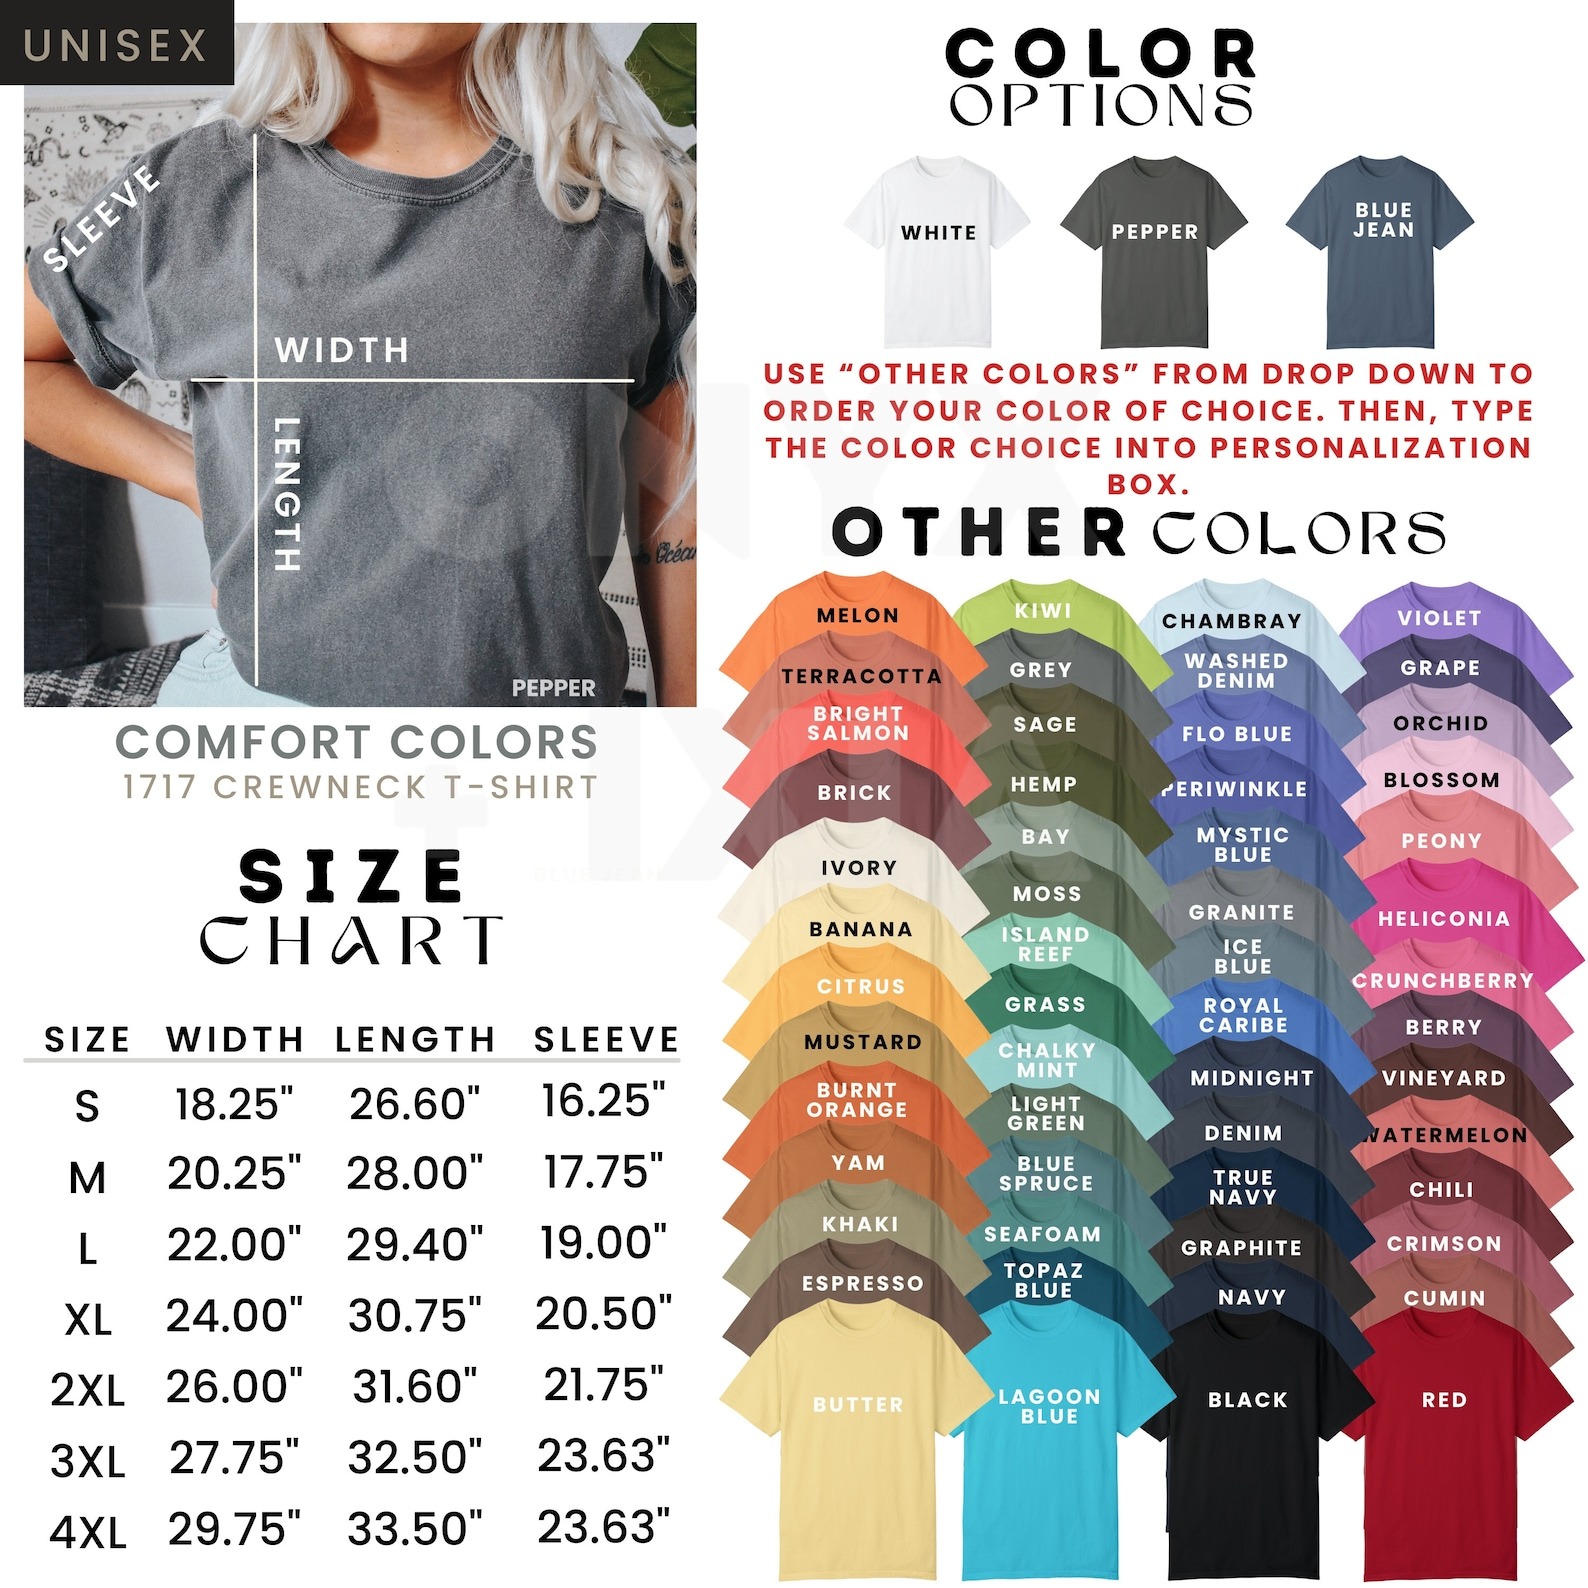 UNISEX
SLEEVE
WIDTH
LENGTH
PEPPER
COMFORT COLORS
1717 CREWNECK T-SHIRT
SIZE
CHART
SIZE WIDTH LENGTH SLEEVE
S 18.25" 26.60" 16.25"
M 20.25" 28.00" 17.75"
L 22.00" 29.40" 19.00"
XL 24.00" 30.75" 20.50"
2XL 26.00" 31.60" 21.75"
3XL 27.75" 32.50" 23.63"
4XL 29.75" 33.50" 23.63"
COLOR
OPTIONS
WHITE
PEPPER
BLUE
JEAN
USE “OTHER COLORS” FROM DROP DOWN TO
ORDER YOUR COLOR OF CHOICE. THEN, TYPE
THE COLOR CHOICE INTO PERSONALIZATION
BOX.
OTHER COLORS
MELON
TERRACOTTA
BRIGHT
SALMON
BRICK
IVORY
BANANA
CITRUS
MUSTARD
BURNT
ORANGE
YAM
KHAKI
ESPRESSO
BUTTER
KIWI
GREY
SAGE
HEMP
BAY
MOSS
ISLAND
REEF
GRASS
CHALKY
MINT
LIGHT
GREEN
BLUE
SPRUCE
SEAFOAM
TOPAZ
BLUE
LAGOON
BLUE
CHAMBRAY
WASHED
DENIM
FLO BLUE
PERIWINKLE
MYSTIC
BLUE
GRANITE
ICE
BLUE
ROYAL
CARIBE
MIDNIGHT
DENIM
TRUE
NAVY
GRAPHITE
NAVY
BLACK
VIOLET
GRAPE
ORCHID
BLOSSOM
PEONY
HELICONIA
CRUNCHBERRY
BERRY
VINEYARD
WATERMELON
CHILI
CRIMSON
CUMIN
RED